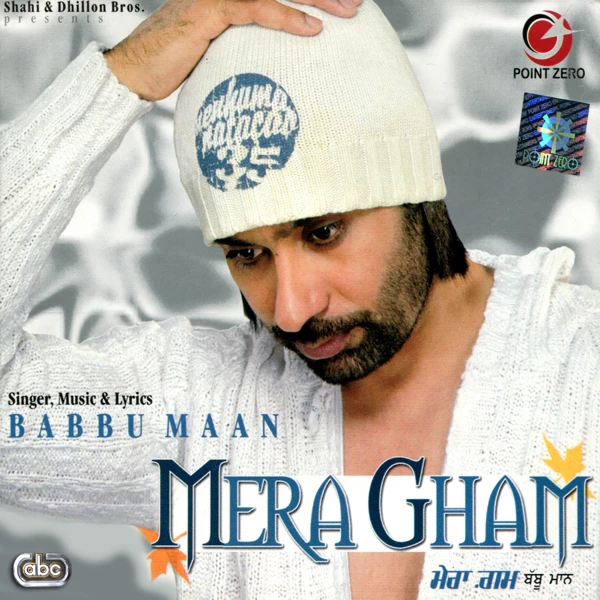 Shahi & Dhillon Bros.
presents
POINT ZERO
POINT ZERO
Singer, Music & Lyrics
BABBU MAAN
MERA GHAM
ਮੇਰਾ ਗ਼ਮ ਬੱਬੂ ਮਾਨ
abc